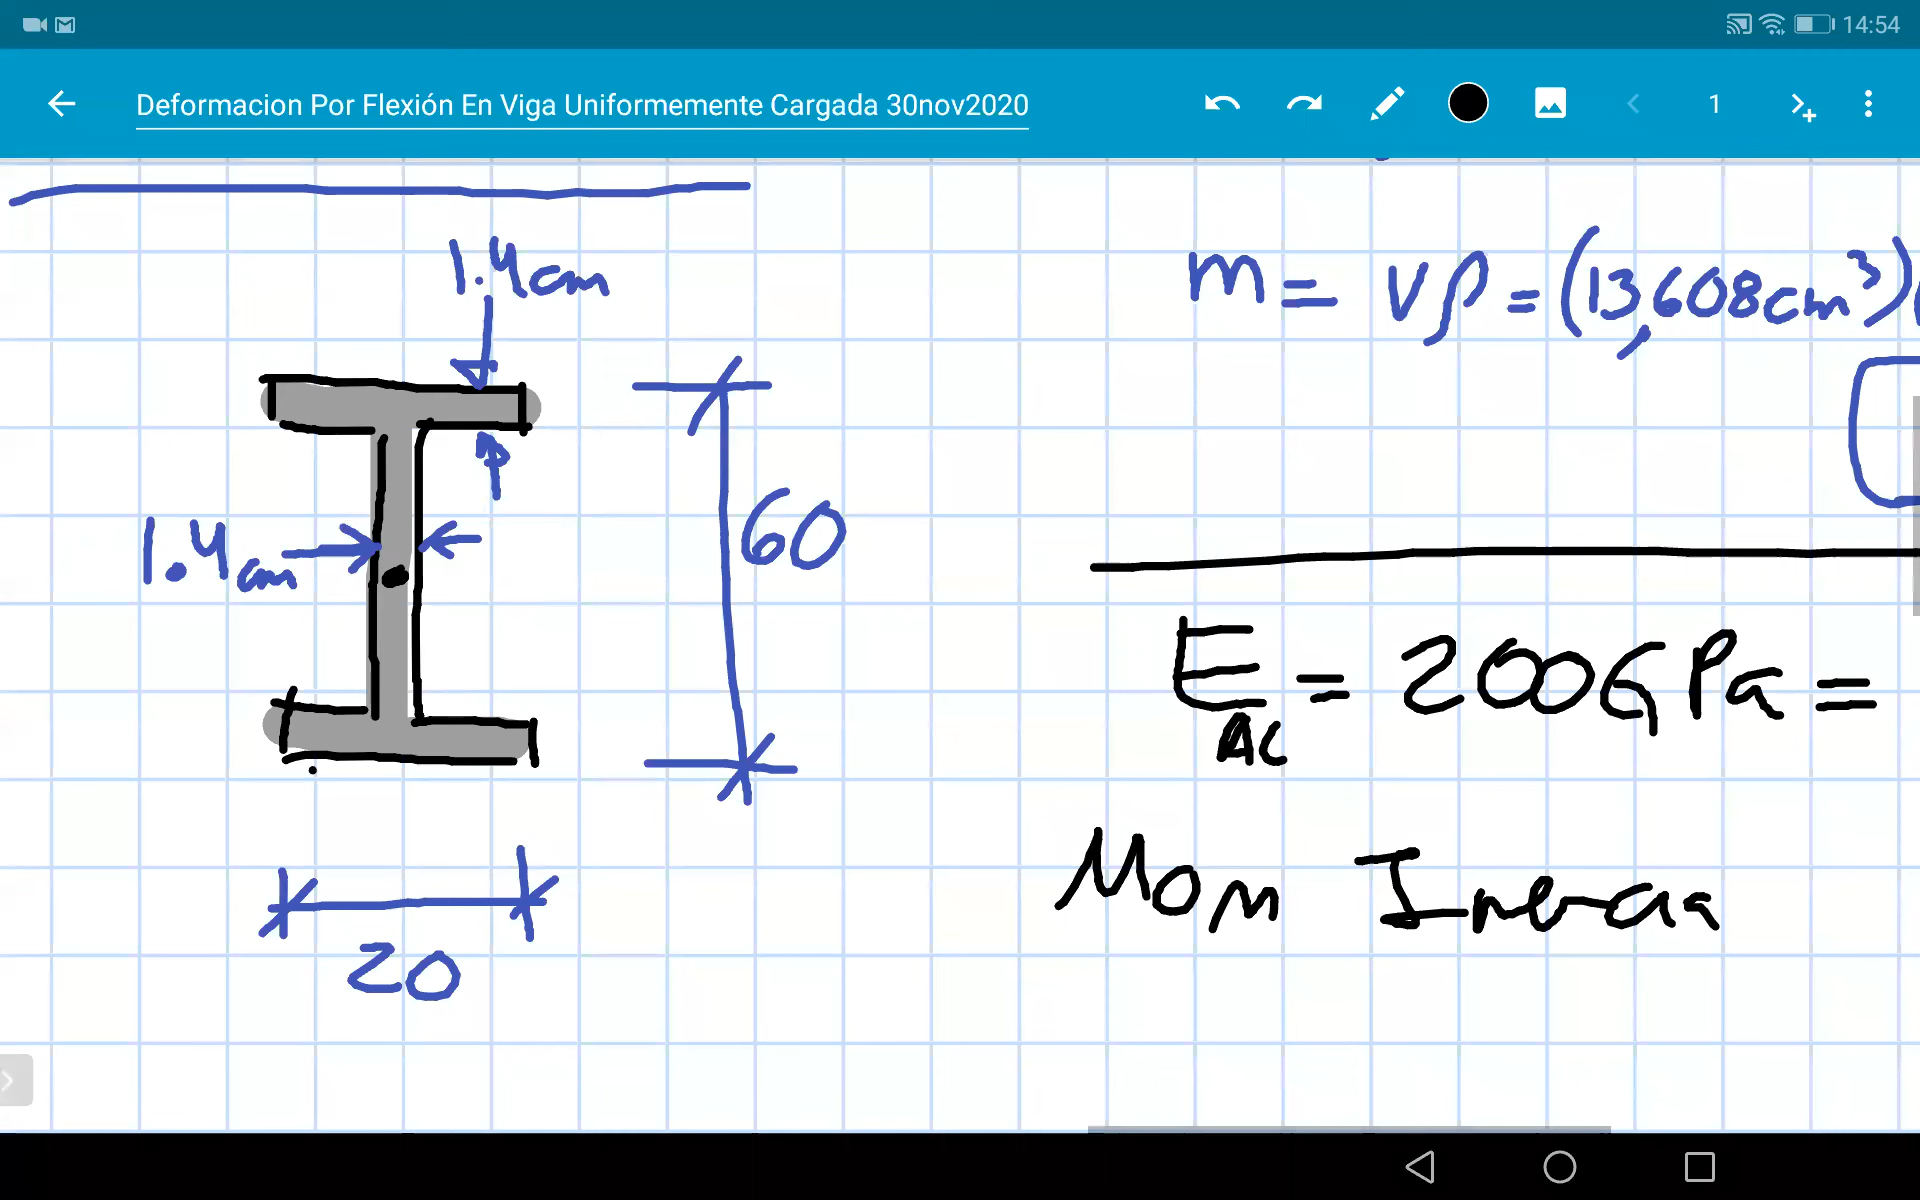 14:54
Deformacion Por Flexión En Viga Uniformemente Cargada 30nov2020
1
1.4cm
m = Vρ = (13,608cm³)(
60
1.4cm
E_AC = 200GPa =
Mom Inercia
20